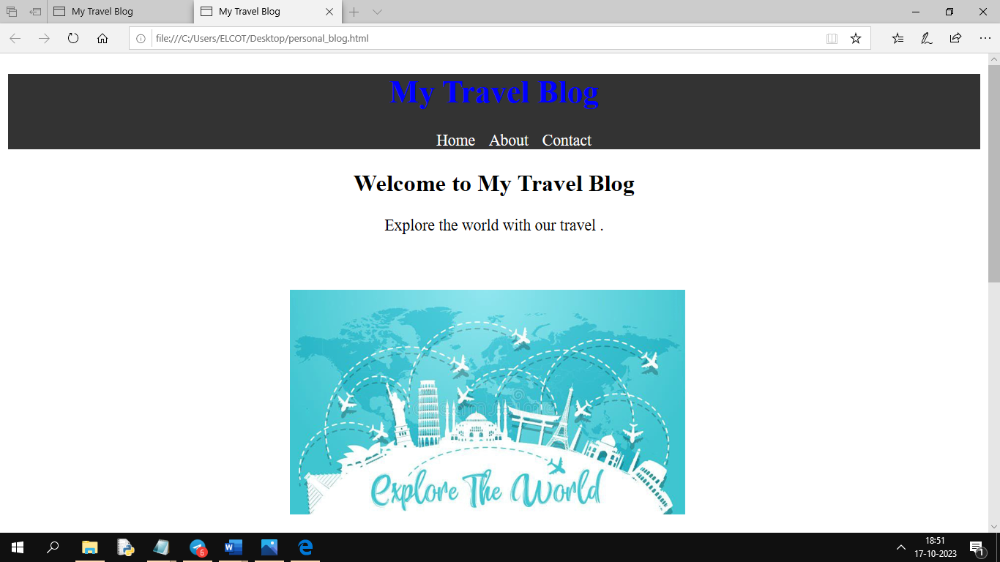 My Travel Blog
My Travel Blog
file:///C:/Users/ELCOT/Desktop/personal_blog.html
My Travel Blog
Home About Contact
Welcome to My Travel Blog
Explore the world with our travel .
dreamstime
Explore The World
6
18:51
17-10-2023
1